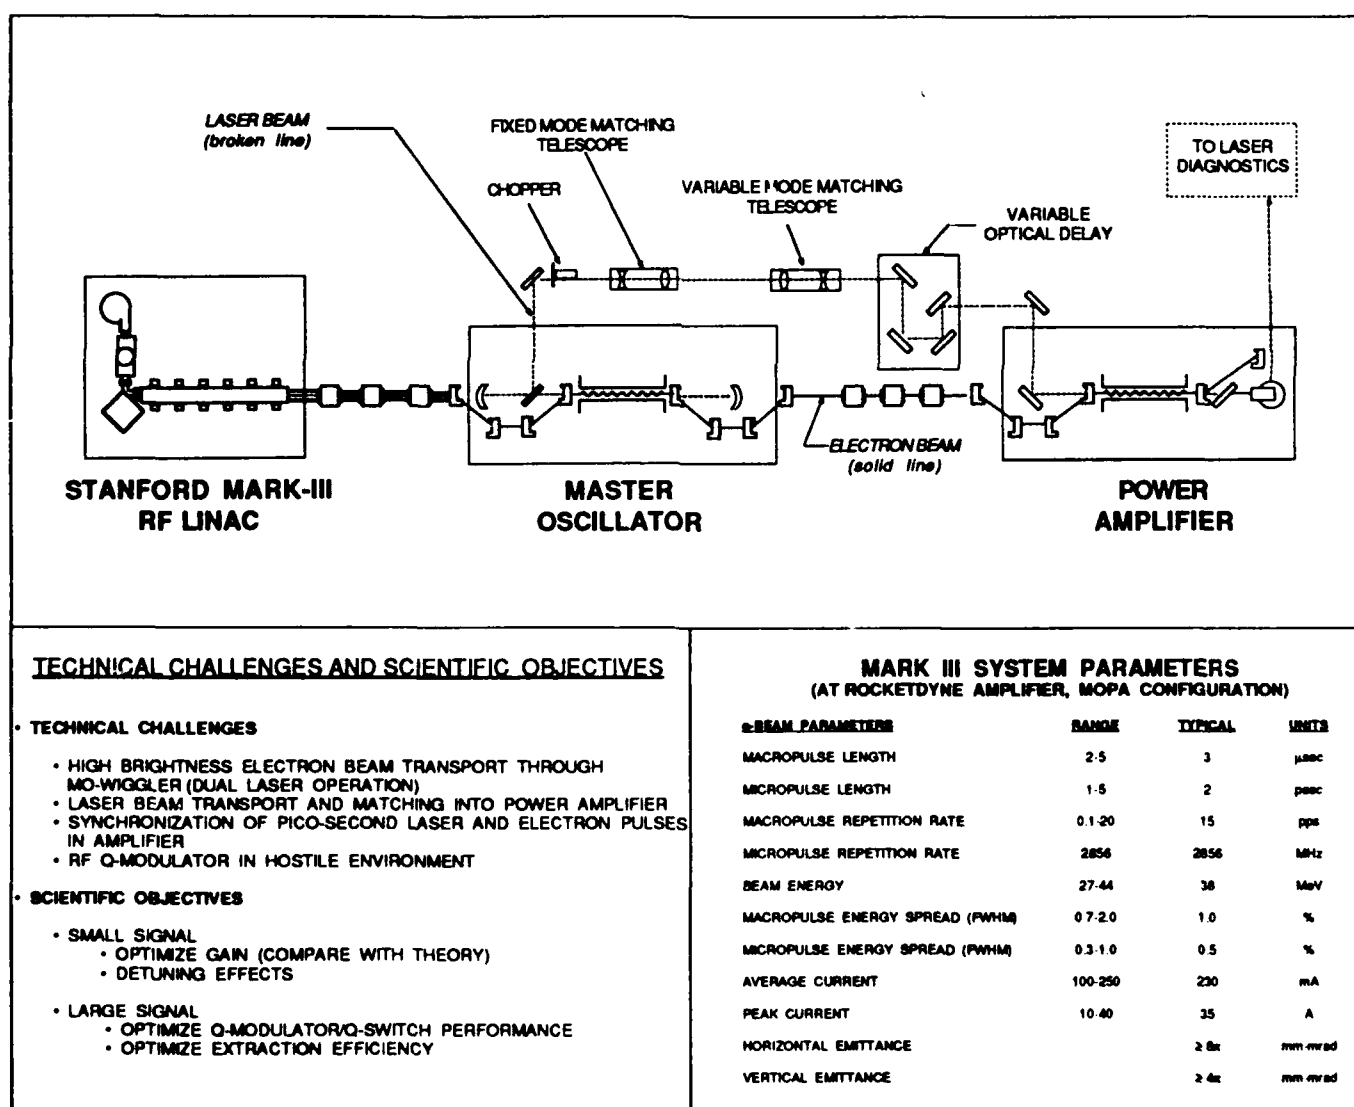 LASER BEAM
(broken line)
FIXED MODE MATCHING
TELESCOPE
CHOPPER
VARIABLE MODE MATCHING
TELESCOPE
VARIABLE
OPTICAL DELAY
TO LASER
DIAGNOSTICS
ELECTRON BEAM
(solid line)
STANFORD MARK-III
RF LINAC
MASTER
OSCILLATOR
POWER
AMPLIFIER
TECHNICAL CHALLENGES AND SCIENTIFIC OBJECTIVES
• TECHNICAL CHALLENGES
• HIGH BRIGHTNESS ELECTRON BEAM TRANSPORT THROUGH
MO-WIGGLER (DUAL LASER OPERATION)
• LASER BEAM TRANSPORT AND MATCHING INTO POWER AMPLIFIER
• SYNCHRONIZATION OF PICO-SECOND LASER AND ELECTRON PULSES
IN AMPLIFIER
• RF Q-MODULATOR IN HOSTILE ENVIRONMENT
• SCIENTIFIC OBJECTIVES
• SMALL SIGNAL
• OPTIMIZE GAIN (COMPARE WITH THEORY)
• DETUNING EFFECTS
• LARGE SIGNAL
• OPTIMIZE Q-MODULATOR/Q-SWITCH PERFORMANCE
• OPTIMIZE EXTRACTION EFFICIENCY
MARK III SYSTEM PARAMETERS
(AT ROCKETDYNE AMPLIFIER, MOPA CONFIGURATION)
e-BEAM PARAMETERS RANGE TYPICAL UNITS
MACROPULSE LENGTH 2-5 3 μsec
MICROPULSE LENGTH 1-5 2 psec
MACROPULSE REPETITION RATE 0.1-20 15 pps
MICROPULSE REPETITION RATE 2856 2856 MHz
BEAM ENERGY 27-44 38 MeV
MACROPULSE ENERGY SPREAD (FWHM) 0.7-2.0 1.0 %
MICROPULSE ENERGY SPREAD (FWHM) 0.3-1.0 0.5 %
AVERAGE CURRENT 100-250 230 mA
PEAK CURRENT 10-40 35 A
HORIZONTAL EMITTANCE ≥ 8π mm-mrad
VERTICAL EMITTANCE ≥ 4π mm-mrad